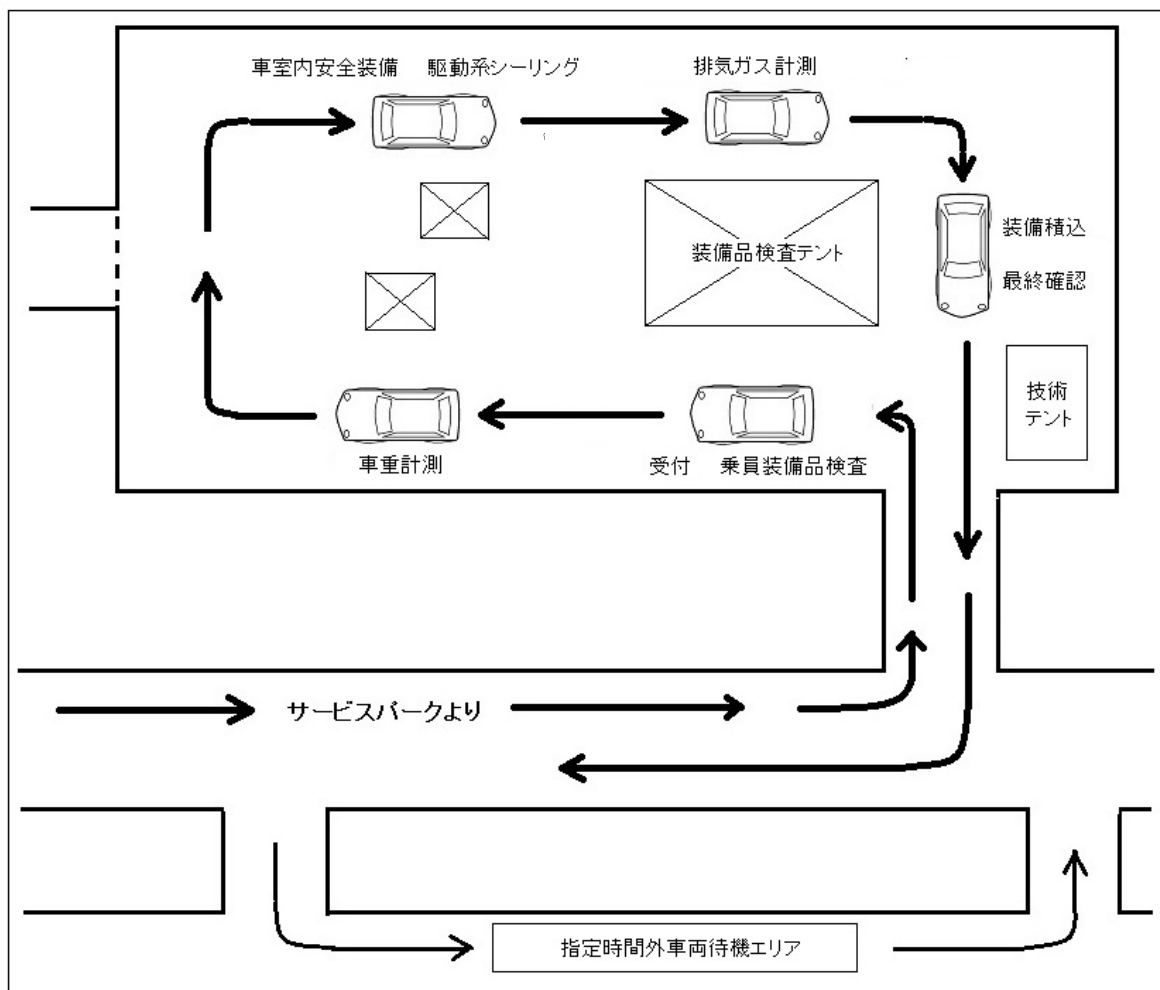 車室内安全装備 駆動系シーリング 排気ガス計測
装備品検査テント
装備積込
最終確認
技術
テント
車重計測
受付 乗員装備品検査
サービスパークより
指定時間外車両待機エリア